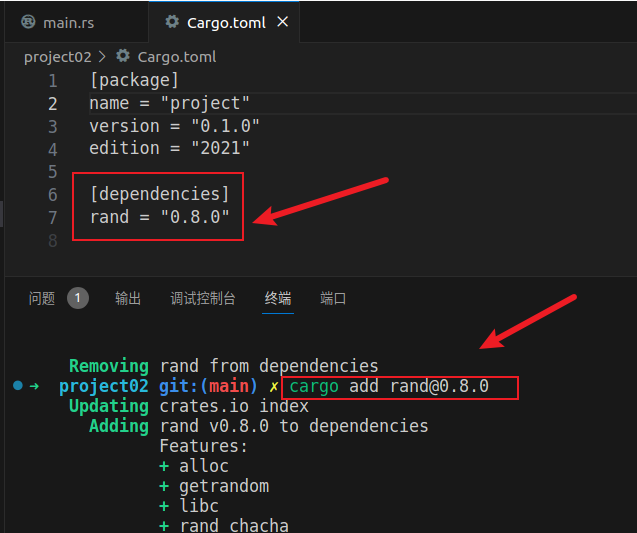 main.rs
Cargo.toml
project02 > Cargo.toml
1 [package]
2 name = "project"
3 version = "0.1.0"
4 edition = "2021"
5
6 [dependencies]
7 rand = "0.8.0"
8
问题 1 输出 调试控制台 终端 端口
Removing rand from dependencies
➜ project02 git:(main) ✗ cargo add rand@0.8.0
Updating crates.io index
Adding rand v0.8.0 to dependencies
Features:
+ alloc
+ getrandom
+ libc
+ rand_chacha